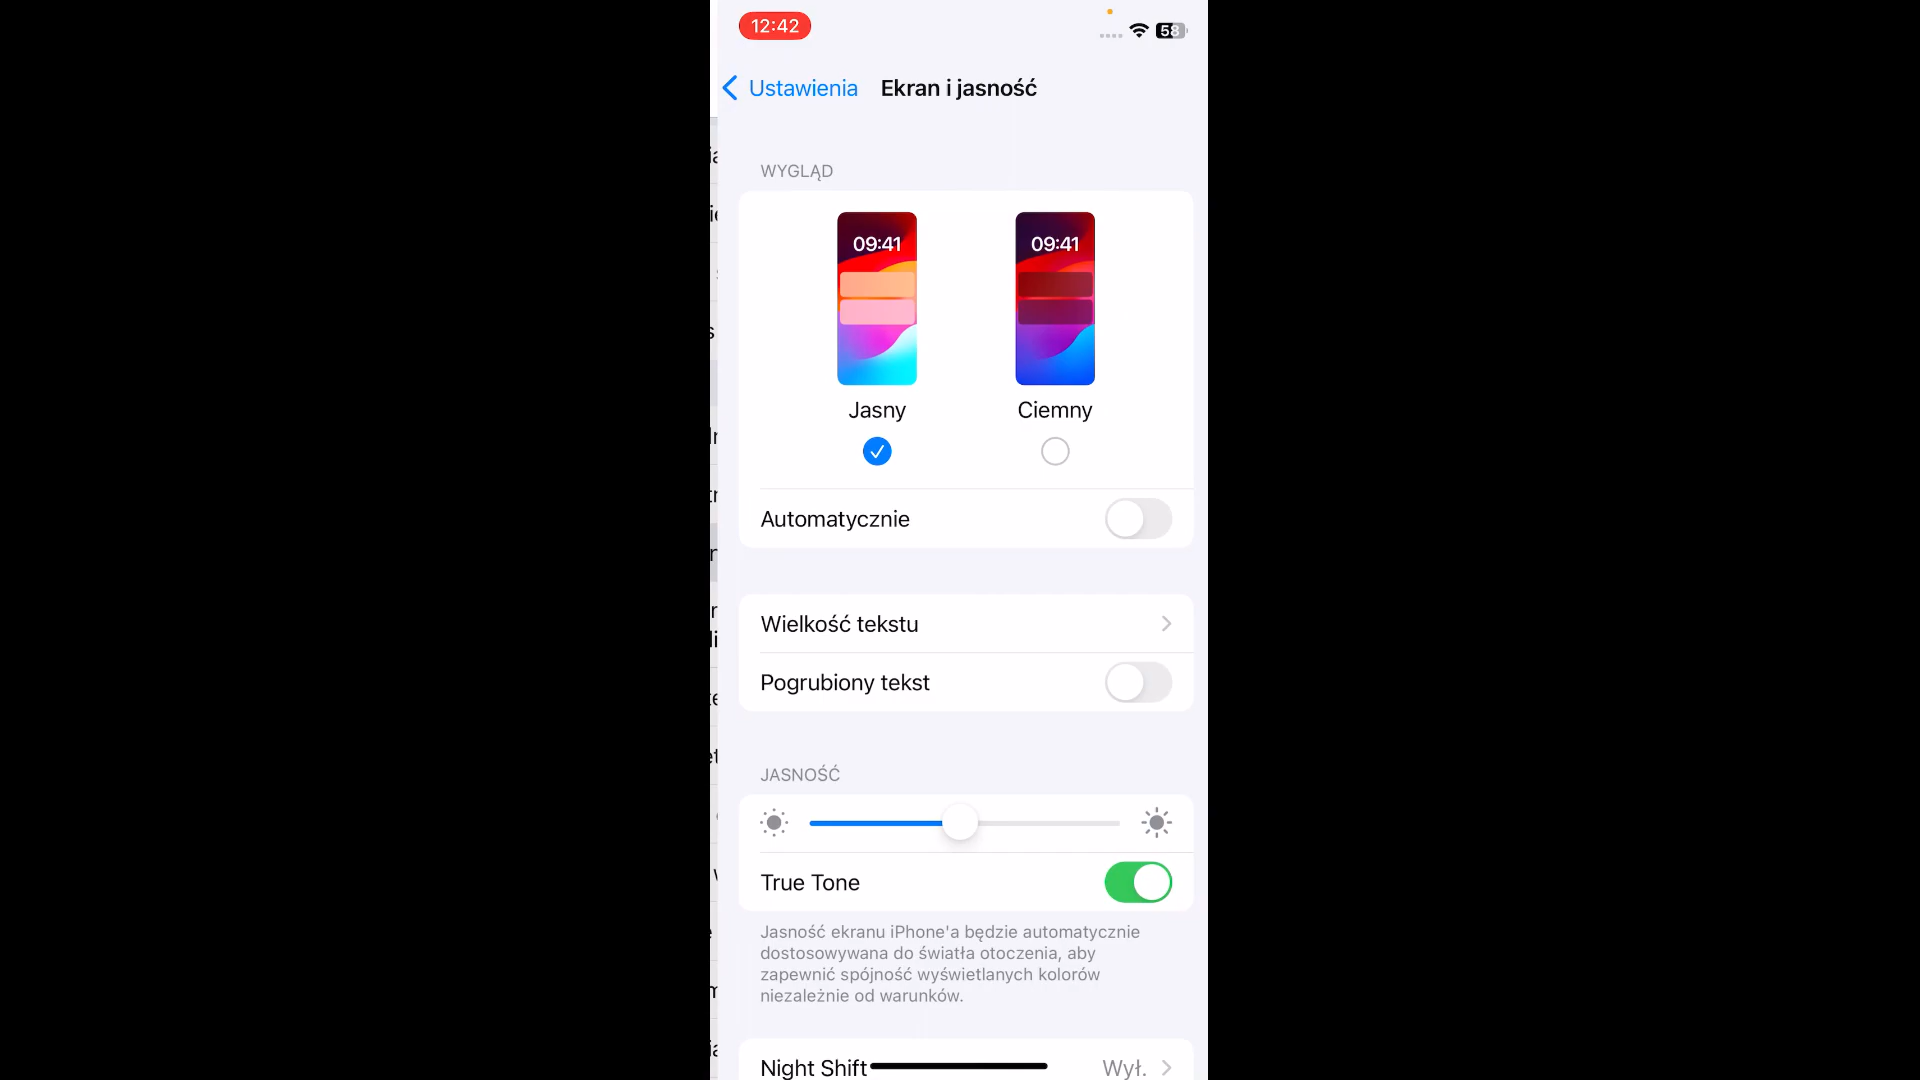 12:42
58
Ustawienia
Ekran i jasność
WYGLĄD
09:41
09:41
Jasny
Ciemny
Automatycznie
Wielkość tekstu
Pogrubiony tekst
JASNOŚĆ
True Tone
Jasność ekranu iPhone'a będzie automatycznie
dostosowywana do światła otoczenia, aby
zapewnić spójność wyświetlanych kolorów
niezależnie od warunków.
Night Shift
Wył.